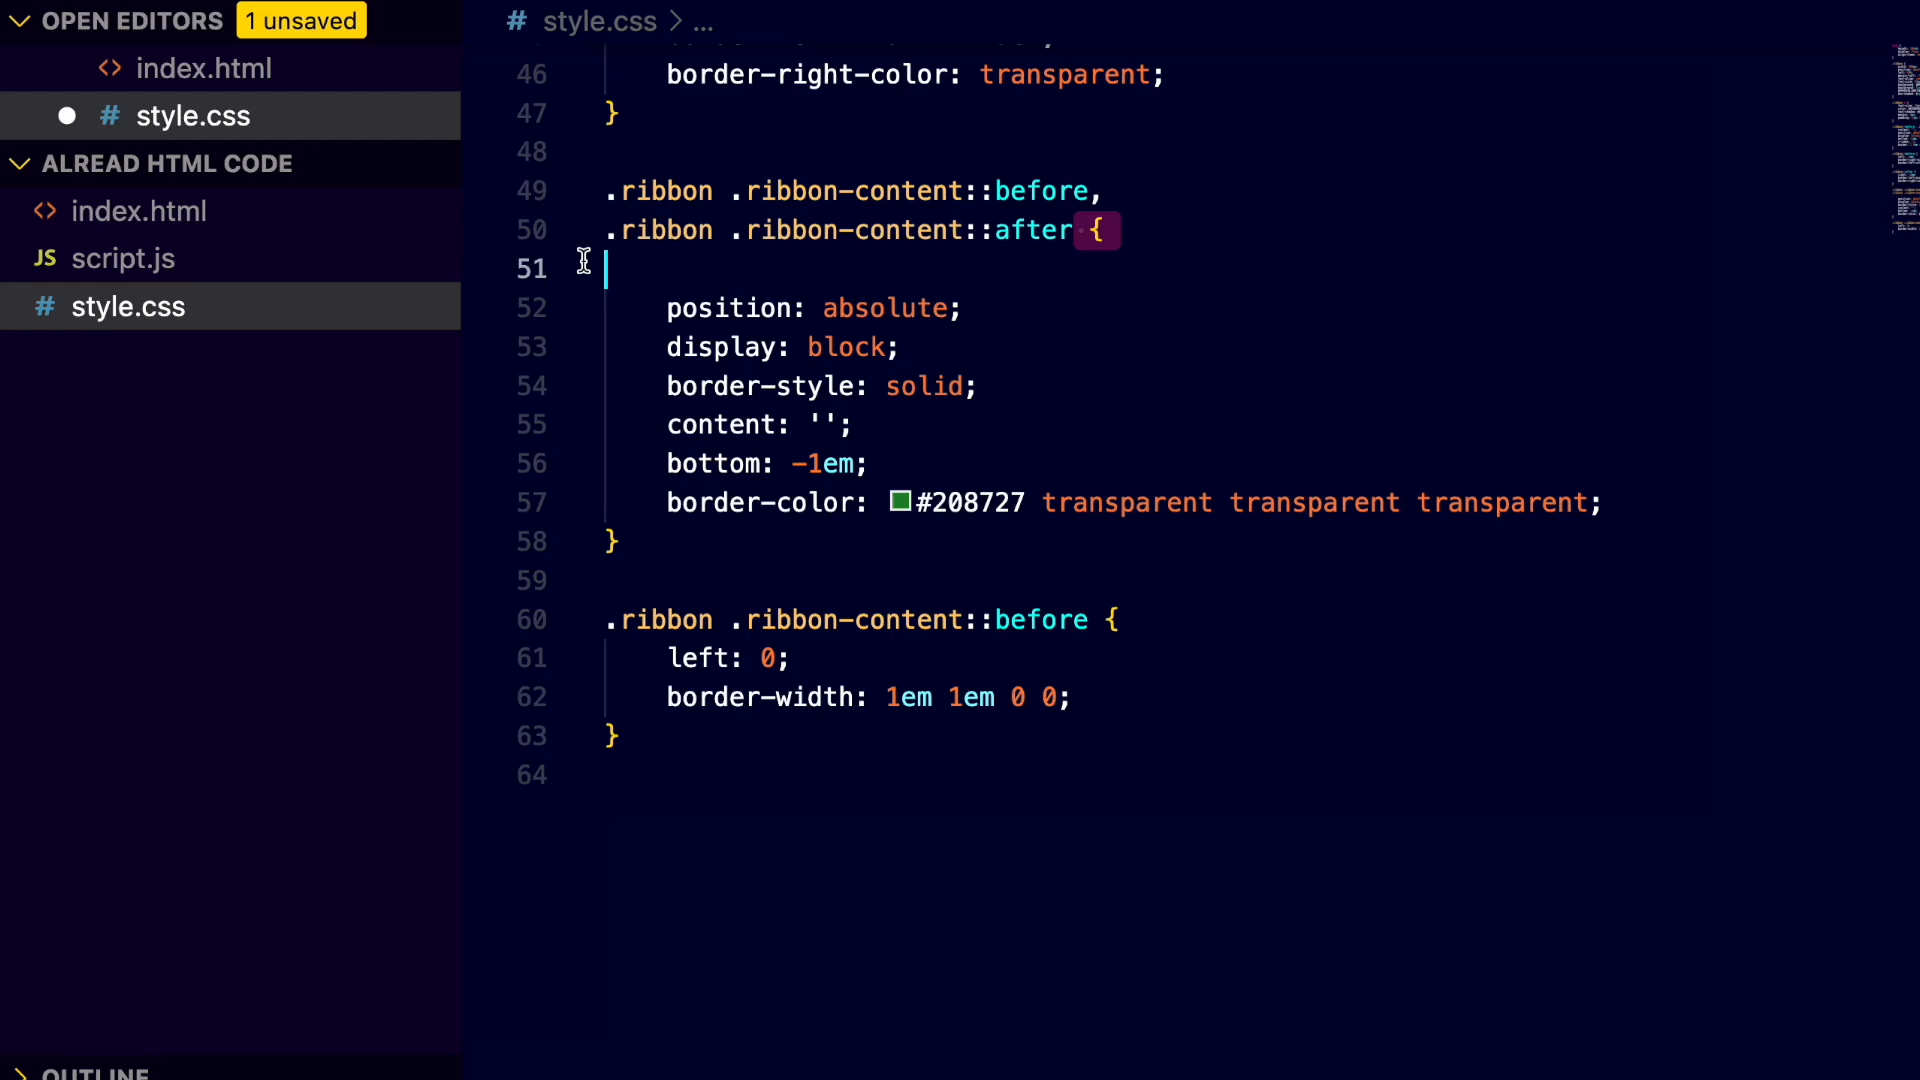 OPEN EDITORS 1 unsaved
index.html
# style.css
ALREAD HTML CODE
index.html
JS script.js
# style.css
OUTLINE
# style.css > ...
46 border-right-color: transparent;
47 }
48
49 .ribbon .ribbon-content::before,
50 .ribbon .ribbon-content::after {
51
52 position: absolute;
53 display: block;
54 border-style: solid;
55 content: '';
56 bottom: -1em;
57 border-color: #208727 transparent transparent transparent;
58 }
59
60 .ribbon .ribbon-content::before {
61 left: 0;
62 border-width: 1em 1em 0 0;
63 }
64